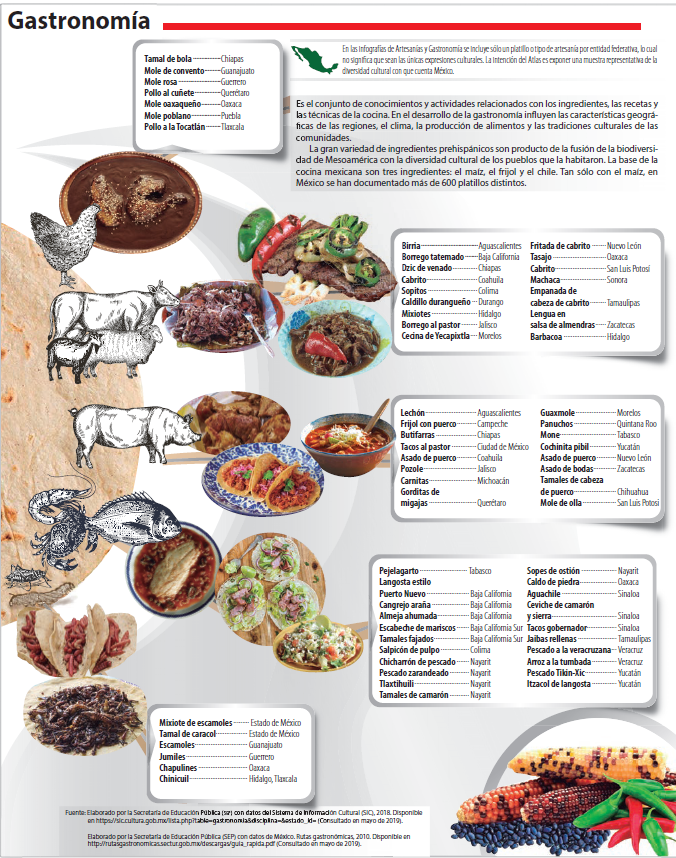 Gastronomía
Tamal de bola Chiapas
Mole de convento Guanajuato
Mole rosa Guerrero
Pollo al cuñete Querétaro
Mole oaxaqueño Oaxaca
Mole poblano Puebla
Pollo a la Tocatlán Tlaxcala
En las infografías de Artesanías y Gastronomía se incluye sólo un platillo o tipo de artesanía por entidad federativa, lo cual
no significa que sean las únicas expresiones culturales. La intención del Atlas es exponer una muestra representativa de la
diversidad cultural con que cuenta México.
Es el conjunto de conocimientos y actividades relacionados con los ingredientes, las recetas y
las técnicas de la cocina. En el desarrollo de la gastronomía influyen las características geográ-
ficas de las regiones, el clima, la producción de alimentos y las tradiciones culturales de las
comunidades.
La gran variedad de ingredientes prehispánicos son producto de la fusión de la biodiversi-
dad de Mesoamérica con la diversidad cultural de los pueblos que la habitaron. La base de la
cocina mexicana son tres ingredientes: el maíz, el frijol y el chile. Tan sólo con el maíz, en
México se han documentado más de 600 platillos distintos.
Birria Aguascalientes
Borrego tatemado Baja California
Dzic de venado Chiapas
Cabrito Coahuila
Sopitos Colima
Caldillo durangueño Durango
Mixiotes Hidalgo
Borrego al pastor Jalisco
Cecina de Yecapixtla Morelos
Fritada de cabrito Nuevo León
Tasajo Oaxaca
Cabrito San Luis Potosí
Machaca Sonora
Empanada de
cabeza de cabrito Tamaulipas
Lengua en
salsa de almendras Zacatecas
Barbacoa Hidalgo
Lechón Aguascalientes
Frijol con puerco Campeche
Butifarras Chiapas
Tacos al pastor Ciudad de México
Asado de puerco Coahuila
Pozole Jalisco
Carnitas Michoacán
Gorditas de
migajas Querétaro
Guaxmole Morelos
Panuchos Quintana Roo
Mone Tabasco
Cochinita pibil Yucatán
Asado de puerco Nuevo León
Asado de bodas Zacatecas
Tamales de cabeza
de puerco Chihuahua
Mole de olla San Luis Potosi
Pejelagarto Tabasco
Langosta estilo
Puerto Nuevo Baja California
Cangrejo araña Baja California
Almeja ahumada Baja California
Escabeche de mariscos Baja California Sur
Tamales fajados Baja California Sur
Salpicón de pulpo Colima
Chicharrón de pescado Nayarit
Pescado zarandeado Nayarit
Tlaxtihuili Nayarit
Tamales de camarón Nayarit
Sopes de ostión Nayarit
Caldo de piedra Oaxaca
Aguachile Sinaloa
Ceviche de camarón
y sierra Sinaloa
Tacos gobernador Sinaloa
Jaibas rellenas Tamaulipas
Pescado a la veracruzana Veracruz
Arroz a la tumbada Veracruz
Pescado Tikin-Xic Yucatán
Itzacol de langosta Yucatán
Mixiote de escamoles Estado de México
Tamal de caracol Estado de México
Escamoles Guanajuato
Jumiles Guerrero
Chapulines Oaxaca
Chinicuil Hidalgo, Tlaxcala
Fuente: Elaborado por la Secretaría de Educación Pública (SEP) con datos del Sistema de Información Cultural (SIC), 2018. Disponible
en https://sic.cultura.gob.mx/lista.php?table=gastronomia&disciplina=&estado_id= (Consultado en mayo de 2019).
Elaborado por la Secretaría de Educación Pública (SEP) con datos de México. Rutas gastronómicas, 2010. Disponible en
http://rutasgastronomicas.sectur.gob.mx/descargas/guia_rapida.pdf (Consultado en mayo de 2019).